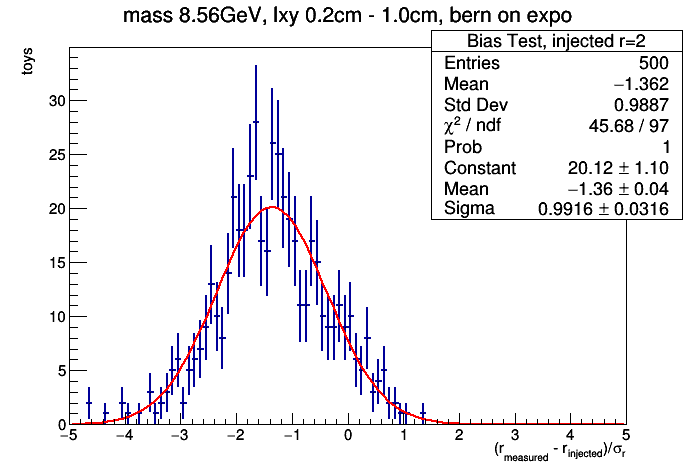 mass 8.56GeV, lxy 0.2cm - 1.0cm, bern on expo
Bias Test, injected r=2
Entries 500
Mean −1.362
Std Dev 0.9887
χ² / ndf 45.68 / 97
Prob 1
Constant 20.12 ± 1.10
Mean −1.36 ± 0.04
Sigma 0.9916 ± 0.0316
toys
30
25
20
15
10
5
0
−5 −4 −3 −2 −1 0 1 2 3 4 5
(r_measured - r_injected)/σ_r